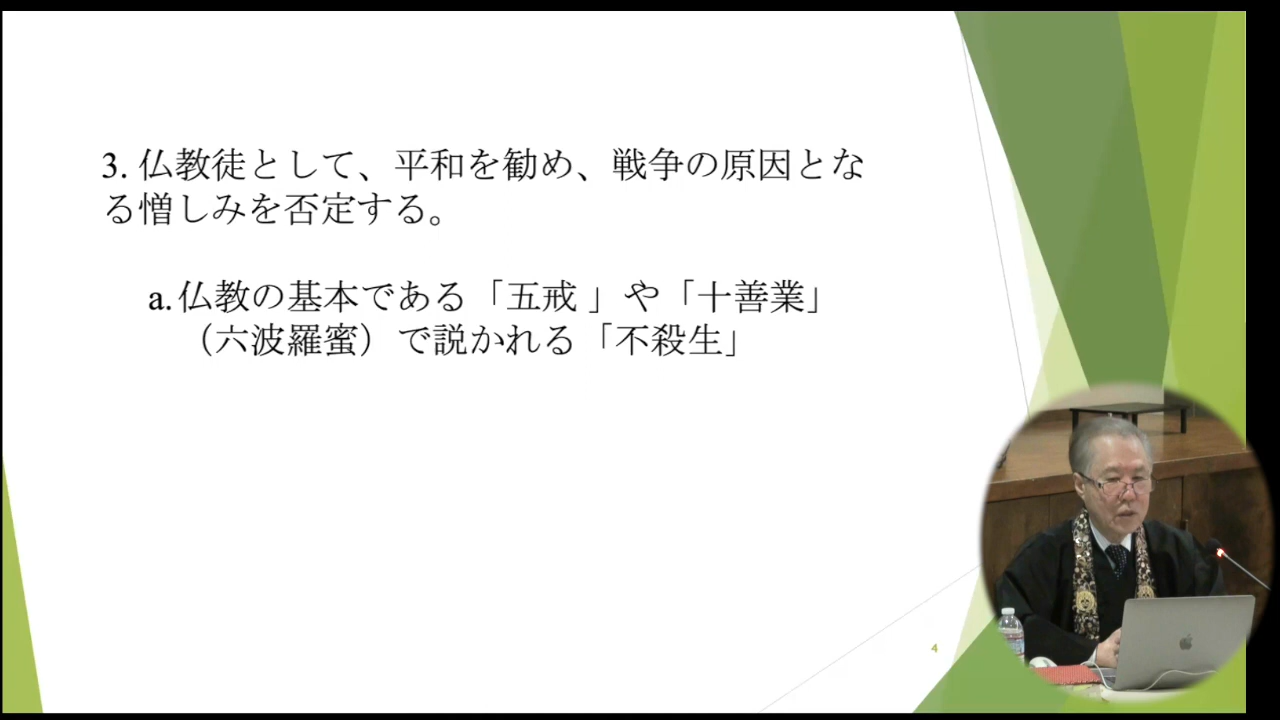 3. 仏教徒として、平和を勧め、戦争の原因とな
る憎しみを否定する。
a. 仏教の基本である「五戒 」や「十善業」
（六波羅蜜）で説かれる「不殺生」
4